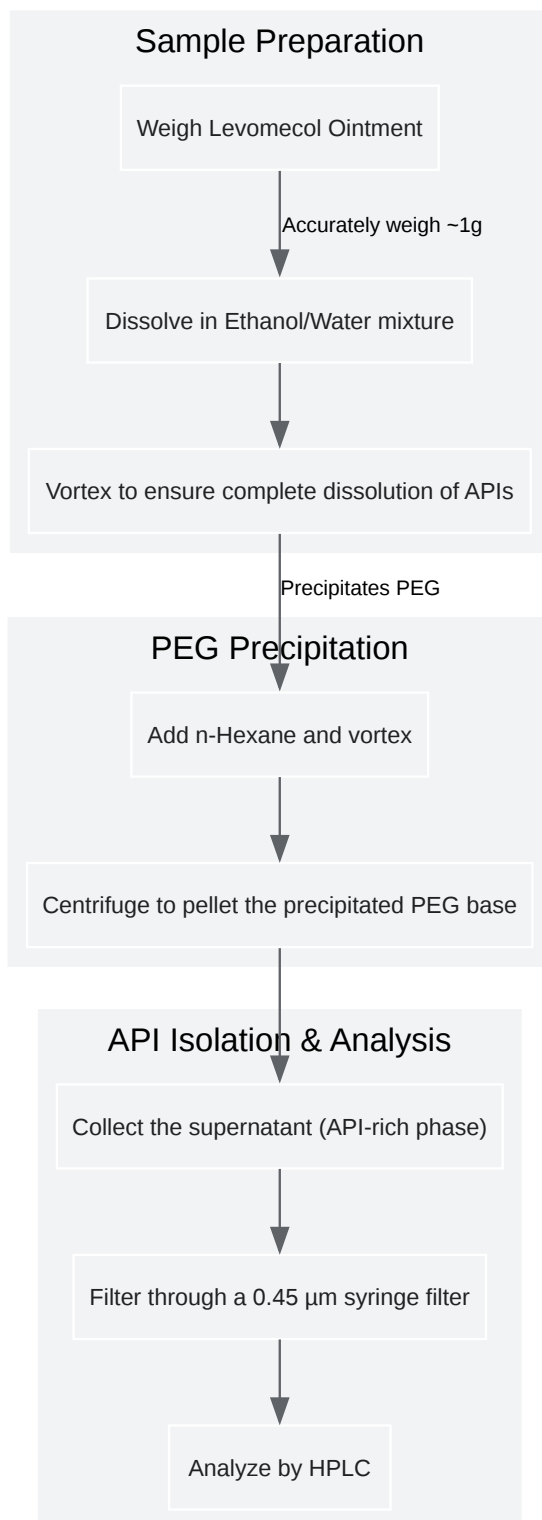 Sample Preparation
Weigh Levomecol Ointment
Accurately weigh ~1g
Dissolve in Ethanol/Water mixture
Vortex to ensure complete dissolution of APIs
Precipitates PEG
PEG Precipitation
Add n-Hexane and vortex
Centrifuge to pellet the precipitated PEG base
API Isolation & Analysis
Collect the supernatant (API-rich phase)
Filter through a 0.45 µm syringe filter
Analyze by HPLC